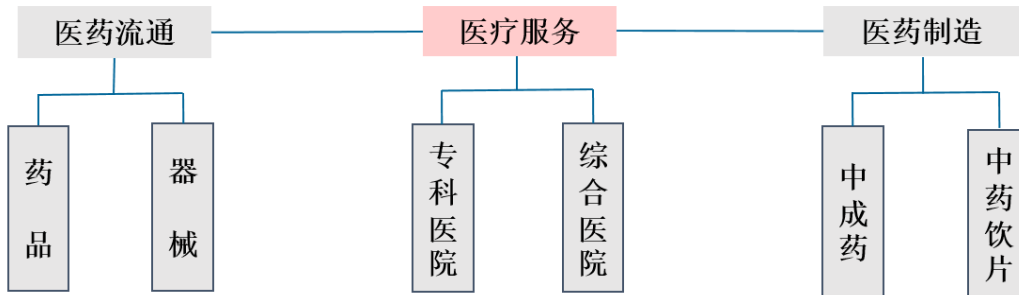 医药流通
医疗服务
医药制造
药品
器械
专科医院
综合医院
中成药
中药饮片